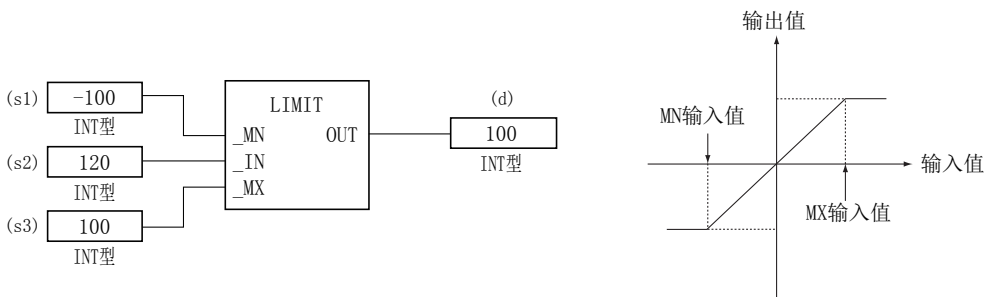 (s1)
-100
INT型
(s2)
120
INT型
(s3)
100
INT型
LIMIT
_MN
_IN
_MX
OUT
(d)
100
INT型
输出值
MN输入值
输入值
MX输入值